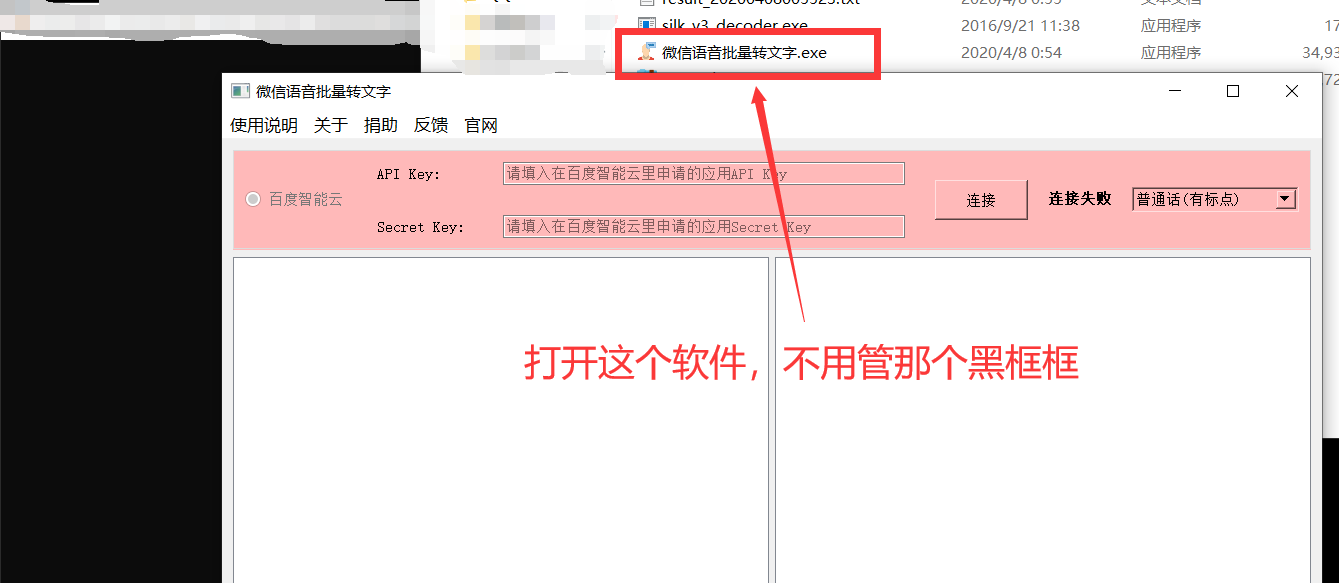 silk_v3_decoder.exe 2016/9/21 11:38 应用程序
微信语音批量转文字.exe 2020/4/8 0:54 应用程序 34,93
微信语音批量转文字
使用说明 关于 捐助 反馈 官网
API Key: 请填入在百度智能云里申请的应用API Key
百度智能云 连接 连接失败 普通话(有标点)
Secret Key: 请填入在百度智能云里申请的应用Secret Key
打开这个软件，不用管那个黑框框